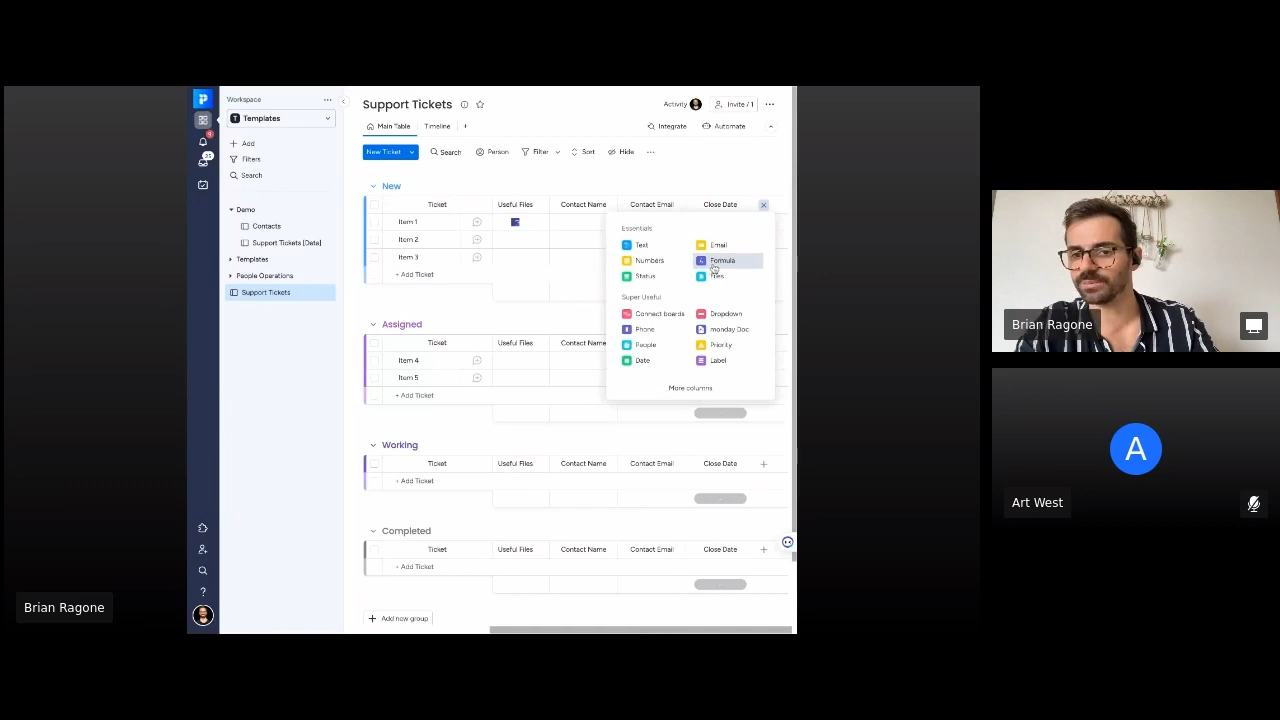 Workspace
Templates
Add
Filters
Search
Demo
Contacts
Support Tickets [Data]
Templates
People Operations
Support Tickets
Support Tickets
Activity
Invite / 1
Main Table
Timeline
+
Integrate
Automate
New Ticket
Search
Person
Filter
Sort
Hide
New
Ticket Useful Files Contact Name Contact Email Close Date
Item 1
Item 2
Item 3
+ Add Ticket
Essentials
Text Email
Numbers Formula
Status Files
Super Useful
Connect boards Dropdown
Phone monday Doc
People Priority
Date Label
More columns
Assigned
Ticket Useful Files Contact Name
Item 4
Item 5
+ Add Ticket
Working
Ticket Useful Files Contact Name Contact Email Close Date +
+ Add Ticket
Completed
Ticket Useful Files Contact Name Contact Email Close Date +
+ Add Ticket
+ Add new group
?
Brian Ragone
Brian Ragone
A
Art West